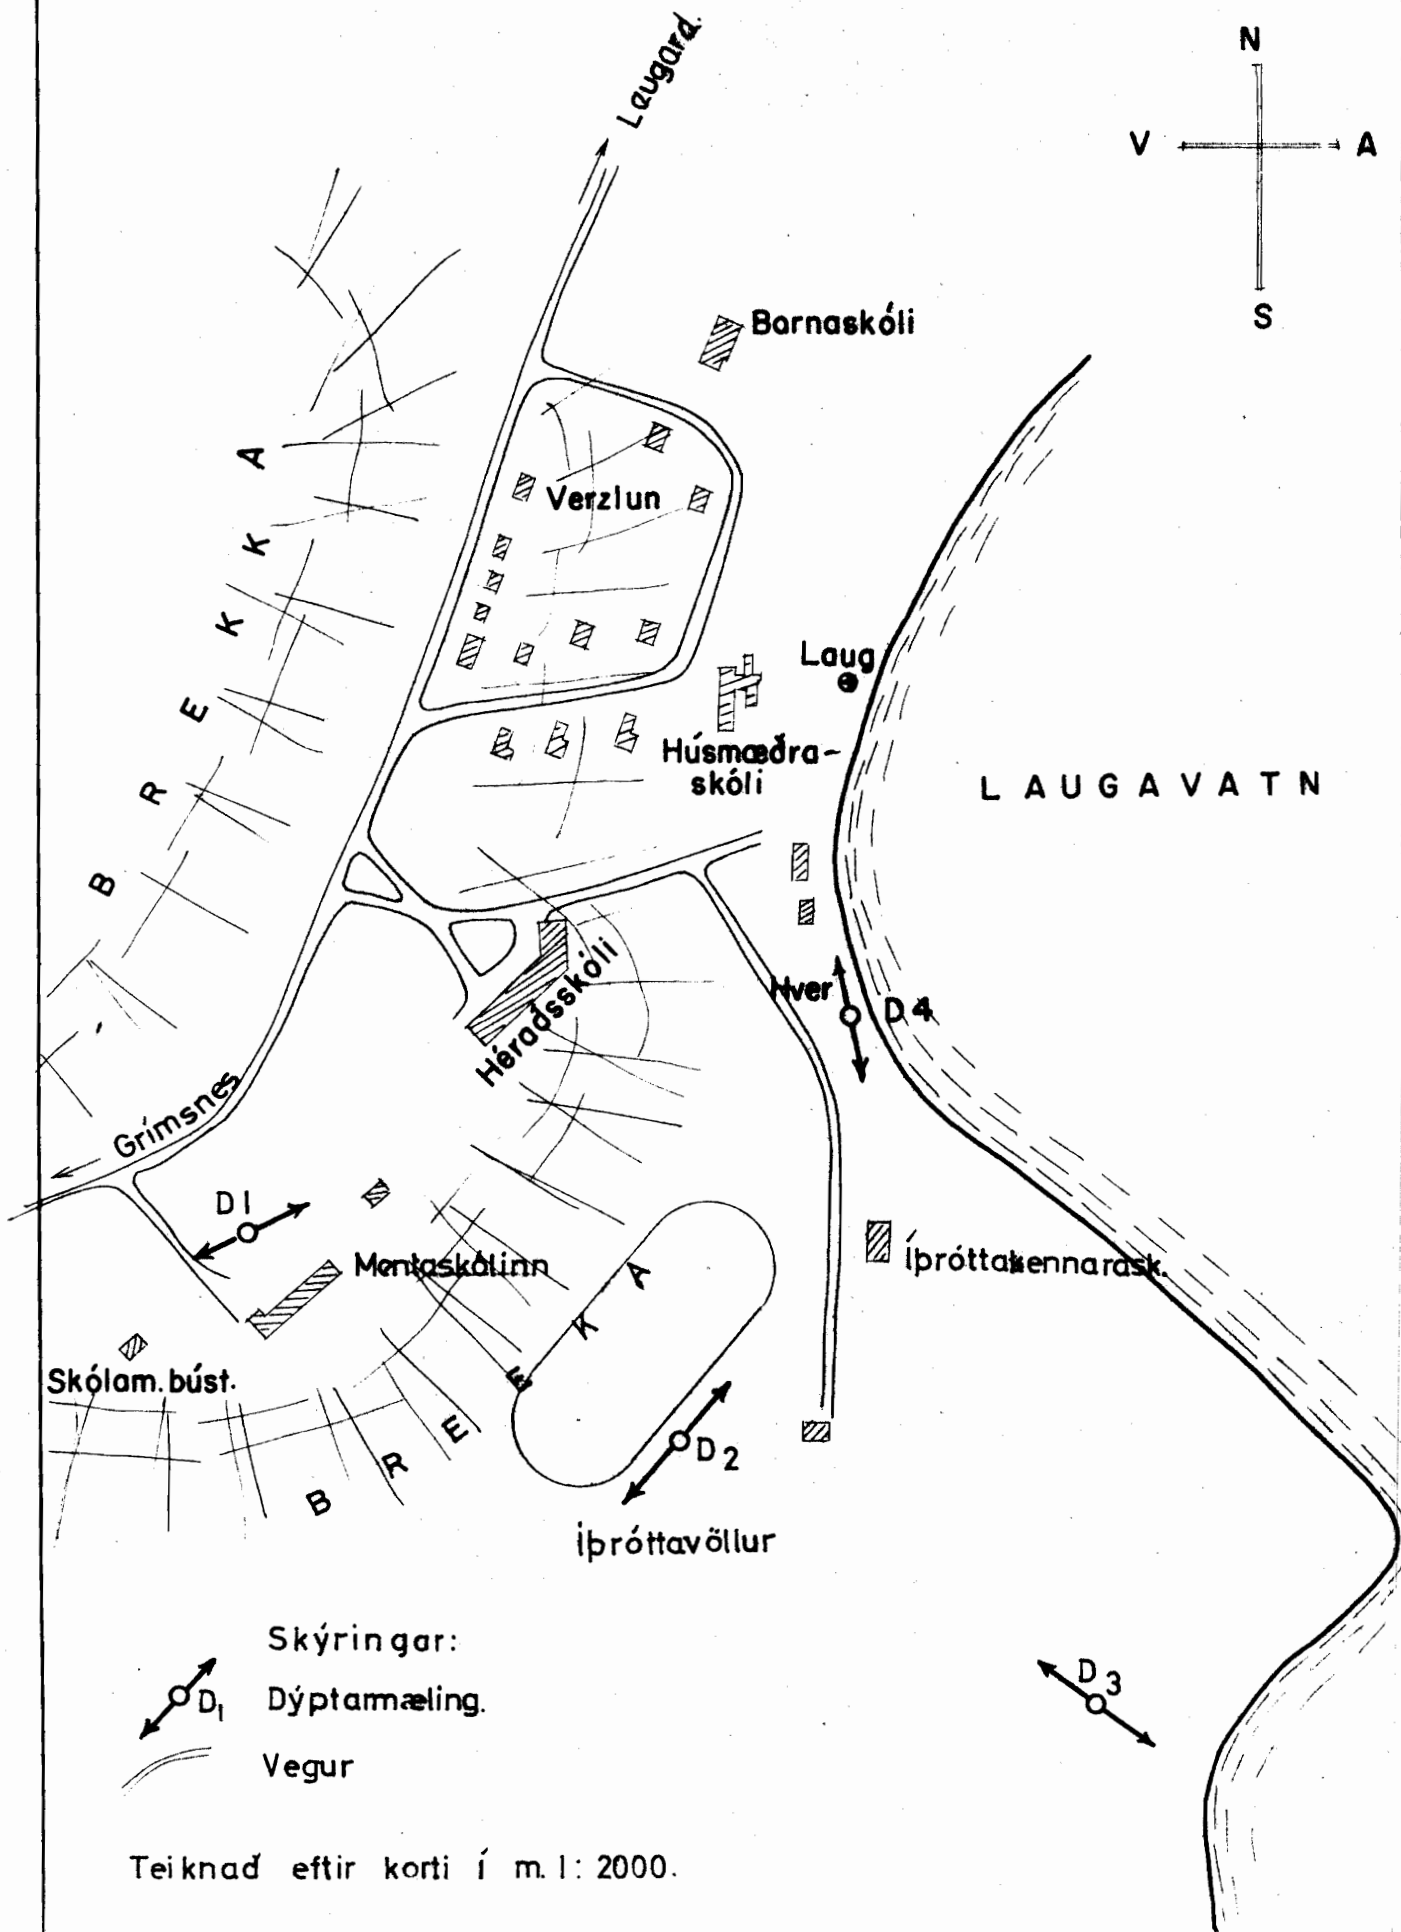 Laugard.
N
V A
S
Barnaskóli
Verzlun
BREKKA
Laug
Húsmæðra-
skóli
LAUGAVATN
Hver
D4
Héraðsskóli
Grímsnes
D1
Mentaskólinn
Íþróttakennarask.
Skólam. búst.
BREKKA
D2
Íþróttavöllur
D3
Skýringar:
D1 Dýptarmæling.
Vegur
Teiknað eftir korti í m. 1:2000.